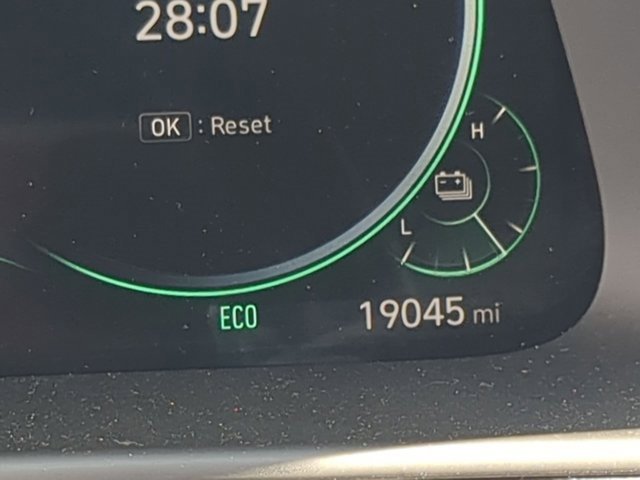 28:07
OK : Reset
H
L
ECO
19045 mi